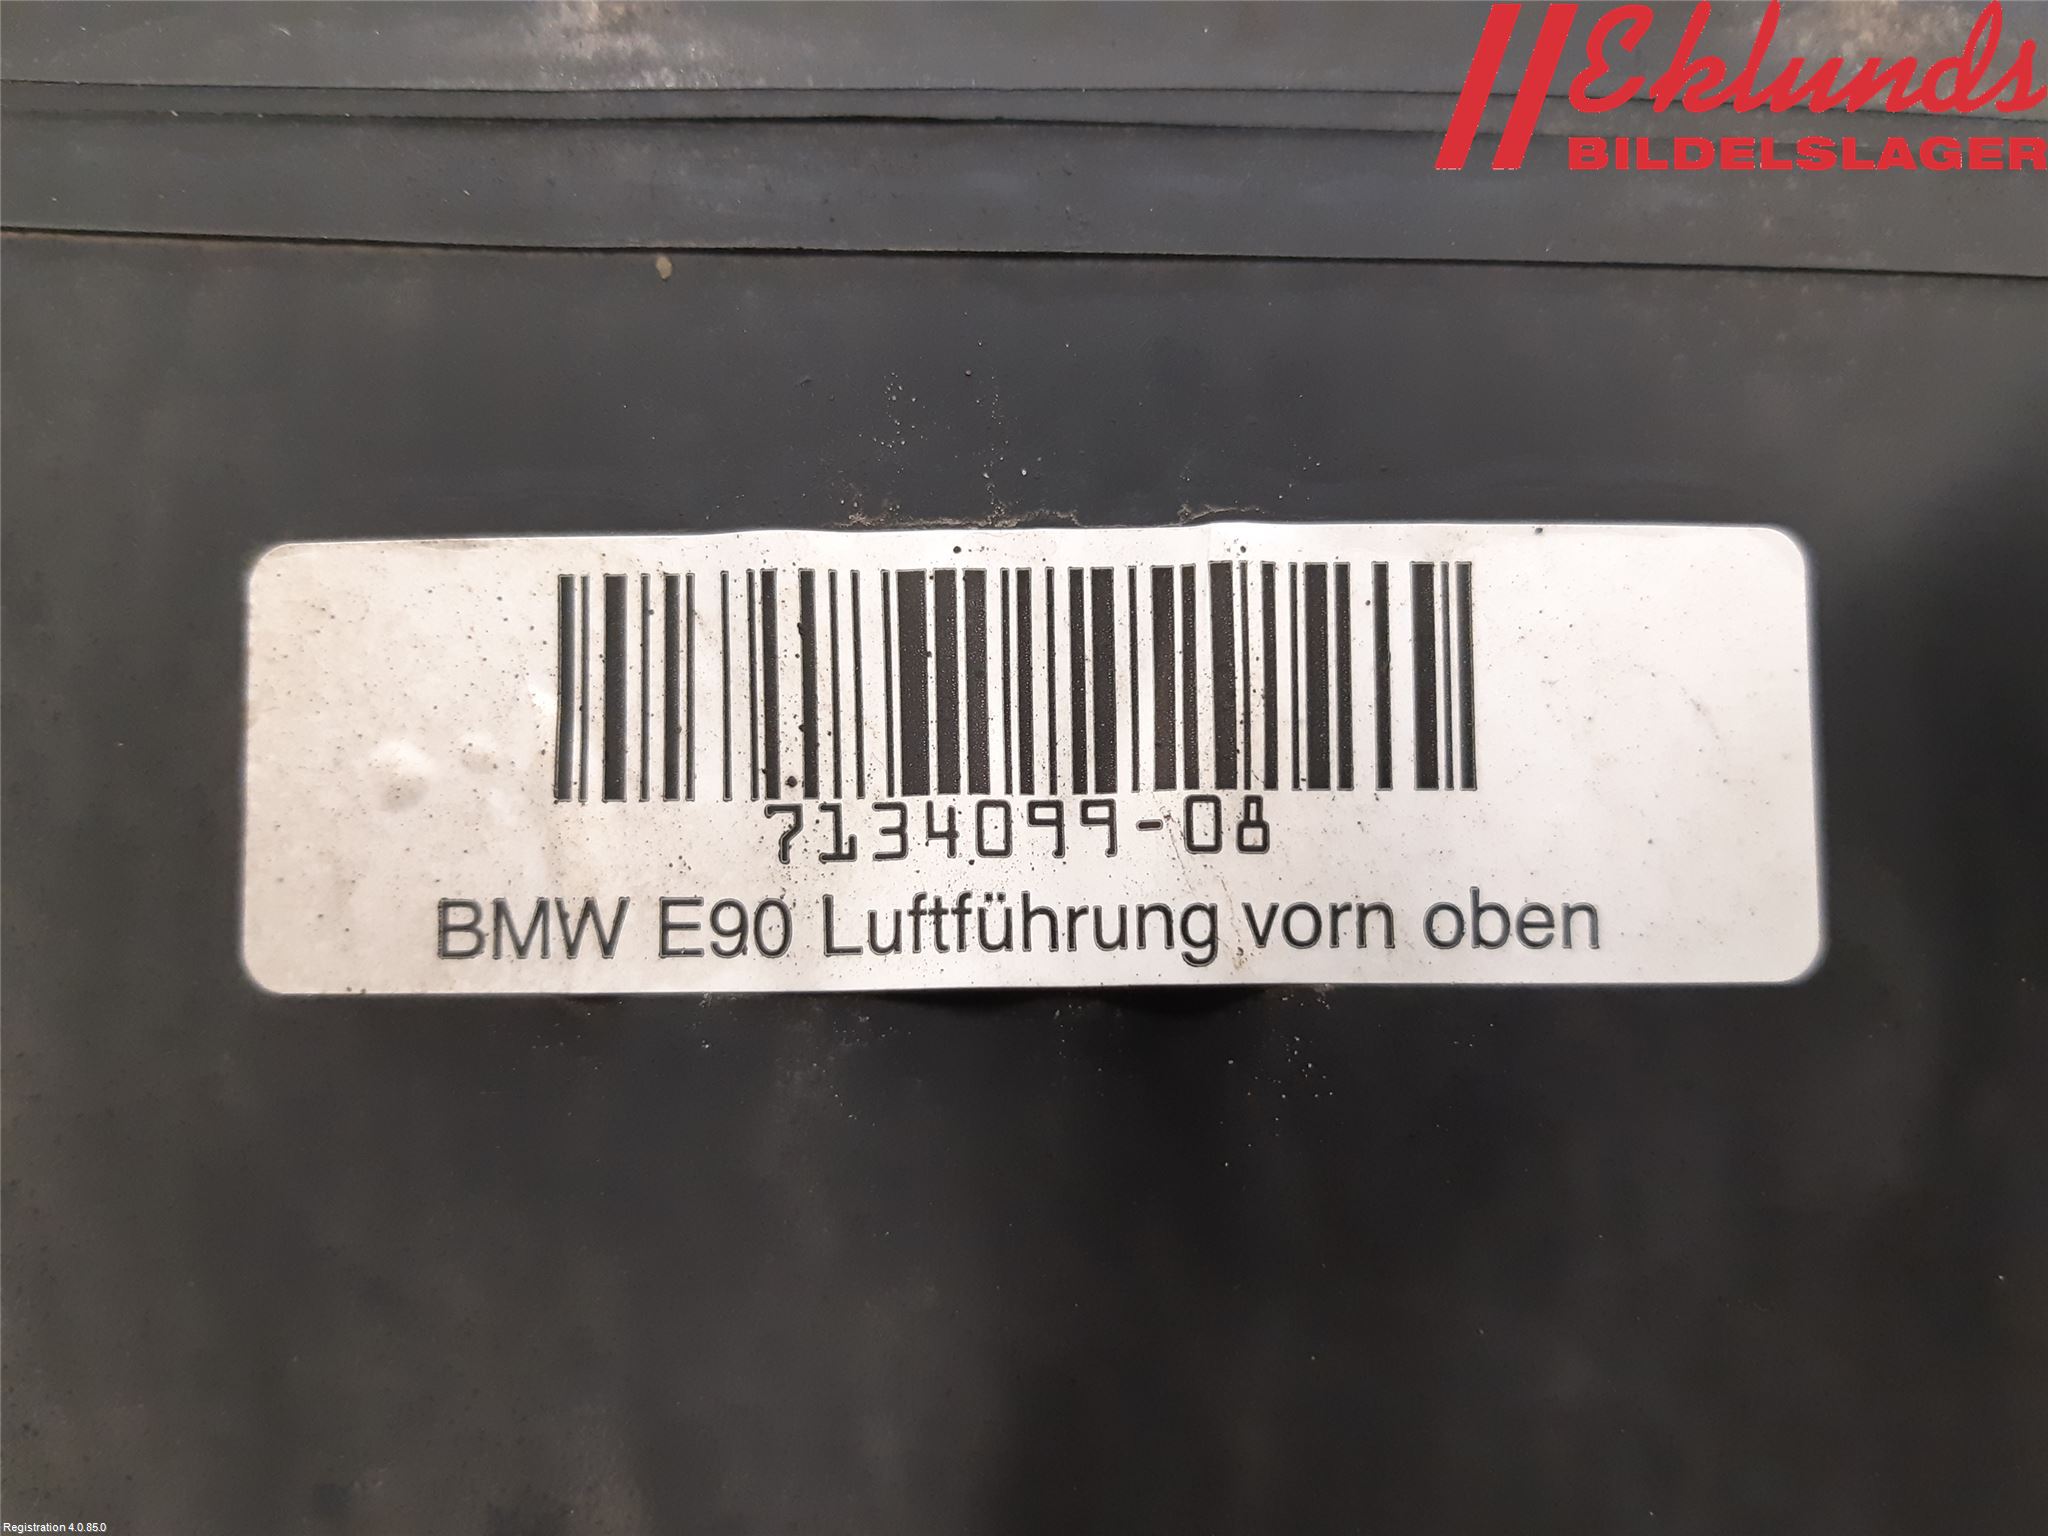 Eklunds
BILDELSLAGER
7134099-08
BMW E90 Luftführung vorn oben
Registration 4.0.85.0